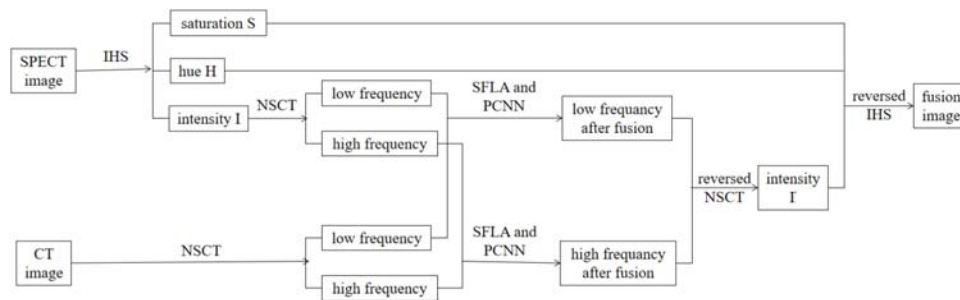 saturation S
SPECT
image
IHS
hue H
intensity I
NSCT
low frequency
high frequency
SFLA and
PCNN
low frequancy
after fusion
reversed
IHS
fusion
image
reversed
NSCT
intensity
I'
CT
image
NSCT
low frequency
high frequency
SFLA and
PCNN
high frequancy
after fusion